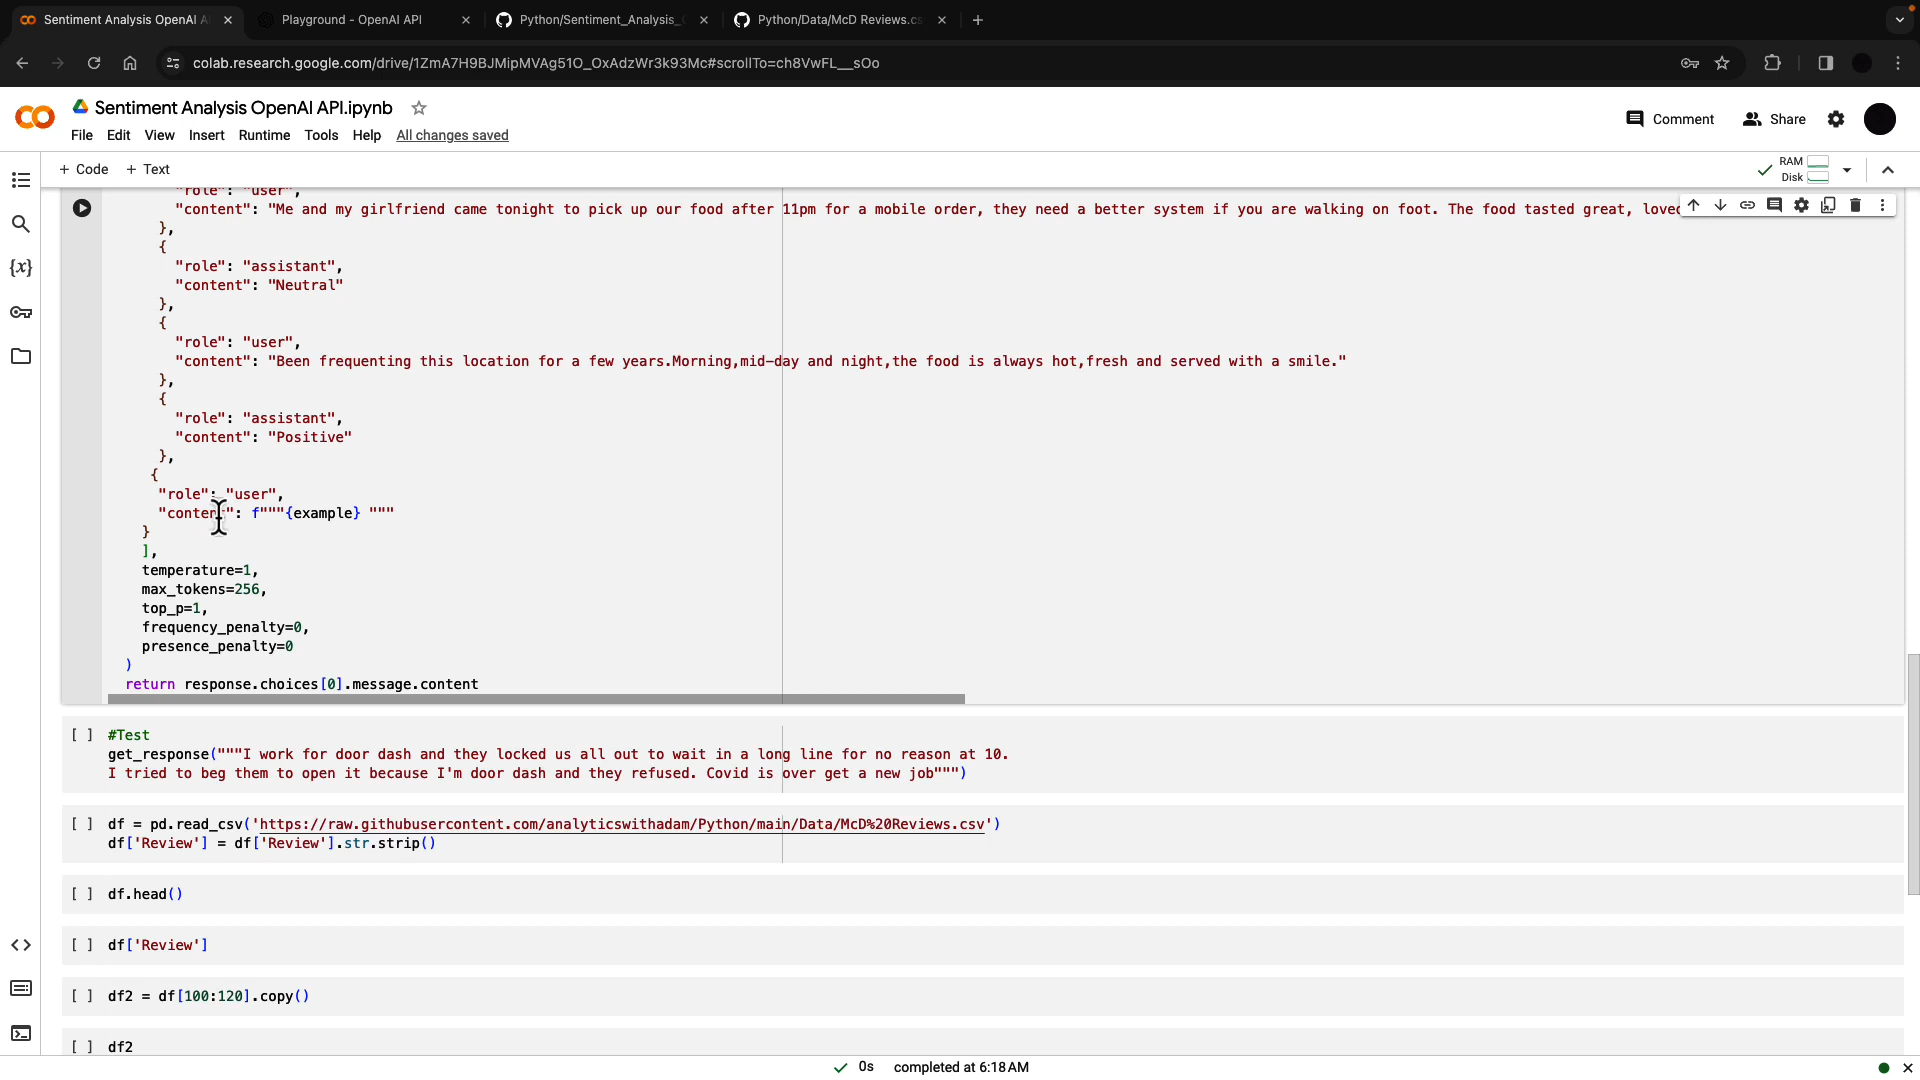 Sentiment Analysis OpenAI A
Playground - OpenAI API
Python/Sentiment_Analysis_
Python/Data/McD Reviews.cs
colab.research.google.com/drive/1ZmA7H9BJMipMVAg51O_OxAdzWr3k93Mc#scrollTo=ch8VwFL__sOo
Sentiment Analysis OpenAI API.ipynb
Comment
Share
File Edit View Insert Runtime Tools Help All changes saved
+ Code + Text
RAM
Disk
"role": "user",
"content": "Me and my girlfriend came tonight to pick up our food after 11pm for a mobile order, they need a better system if you are walking on foot. The food tasted great, loved
},
{
"role": "assistant",
"content": "Neutral"
},
{
"role": "user",
"content": "Been frequenting this location for a few years.Morning,mid-day and night,the food is always hot,fresh and served with a smile."
},
{
"role": "assistant",
"content": "Positive"
},
{
"role": "user",
"content": f"""{example} """
}
],
temperature=1,
max_tokens=256,
top_p=1,
frequency_penalty=0,
presence_penalty=0
)
return response.choices[0].message.content
[ ] #Test
get_response("""I work for door dash and they locked us all out to wait in a long line for no reason at 10.
I tried to beg them to open it because I'm door dash and they refused. Covid is over get a new job""")
[ ] df = pd.read_csv('https://raw.githubusercontent.com/analyticswithadam/Python/main/Data/McD%20Reviews.csv')
df['Review'] = df['Review'].str.strip()
[ ] df.head()
[ ] df['Review']
[ ] df2 = df[100:120].copy()
[ ] df2
0s completed at 6:18 AM